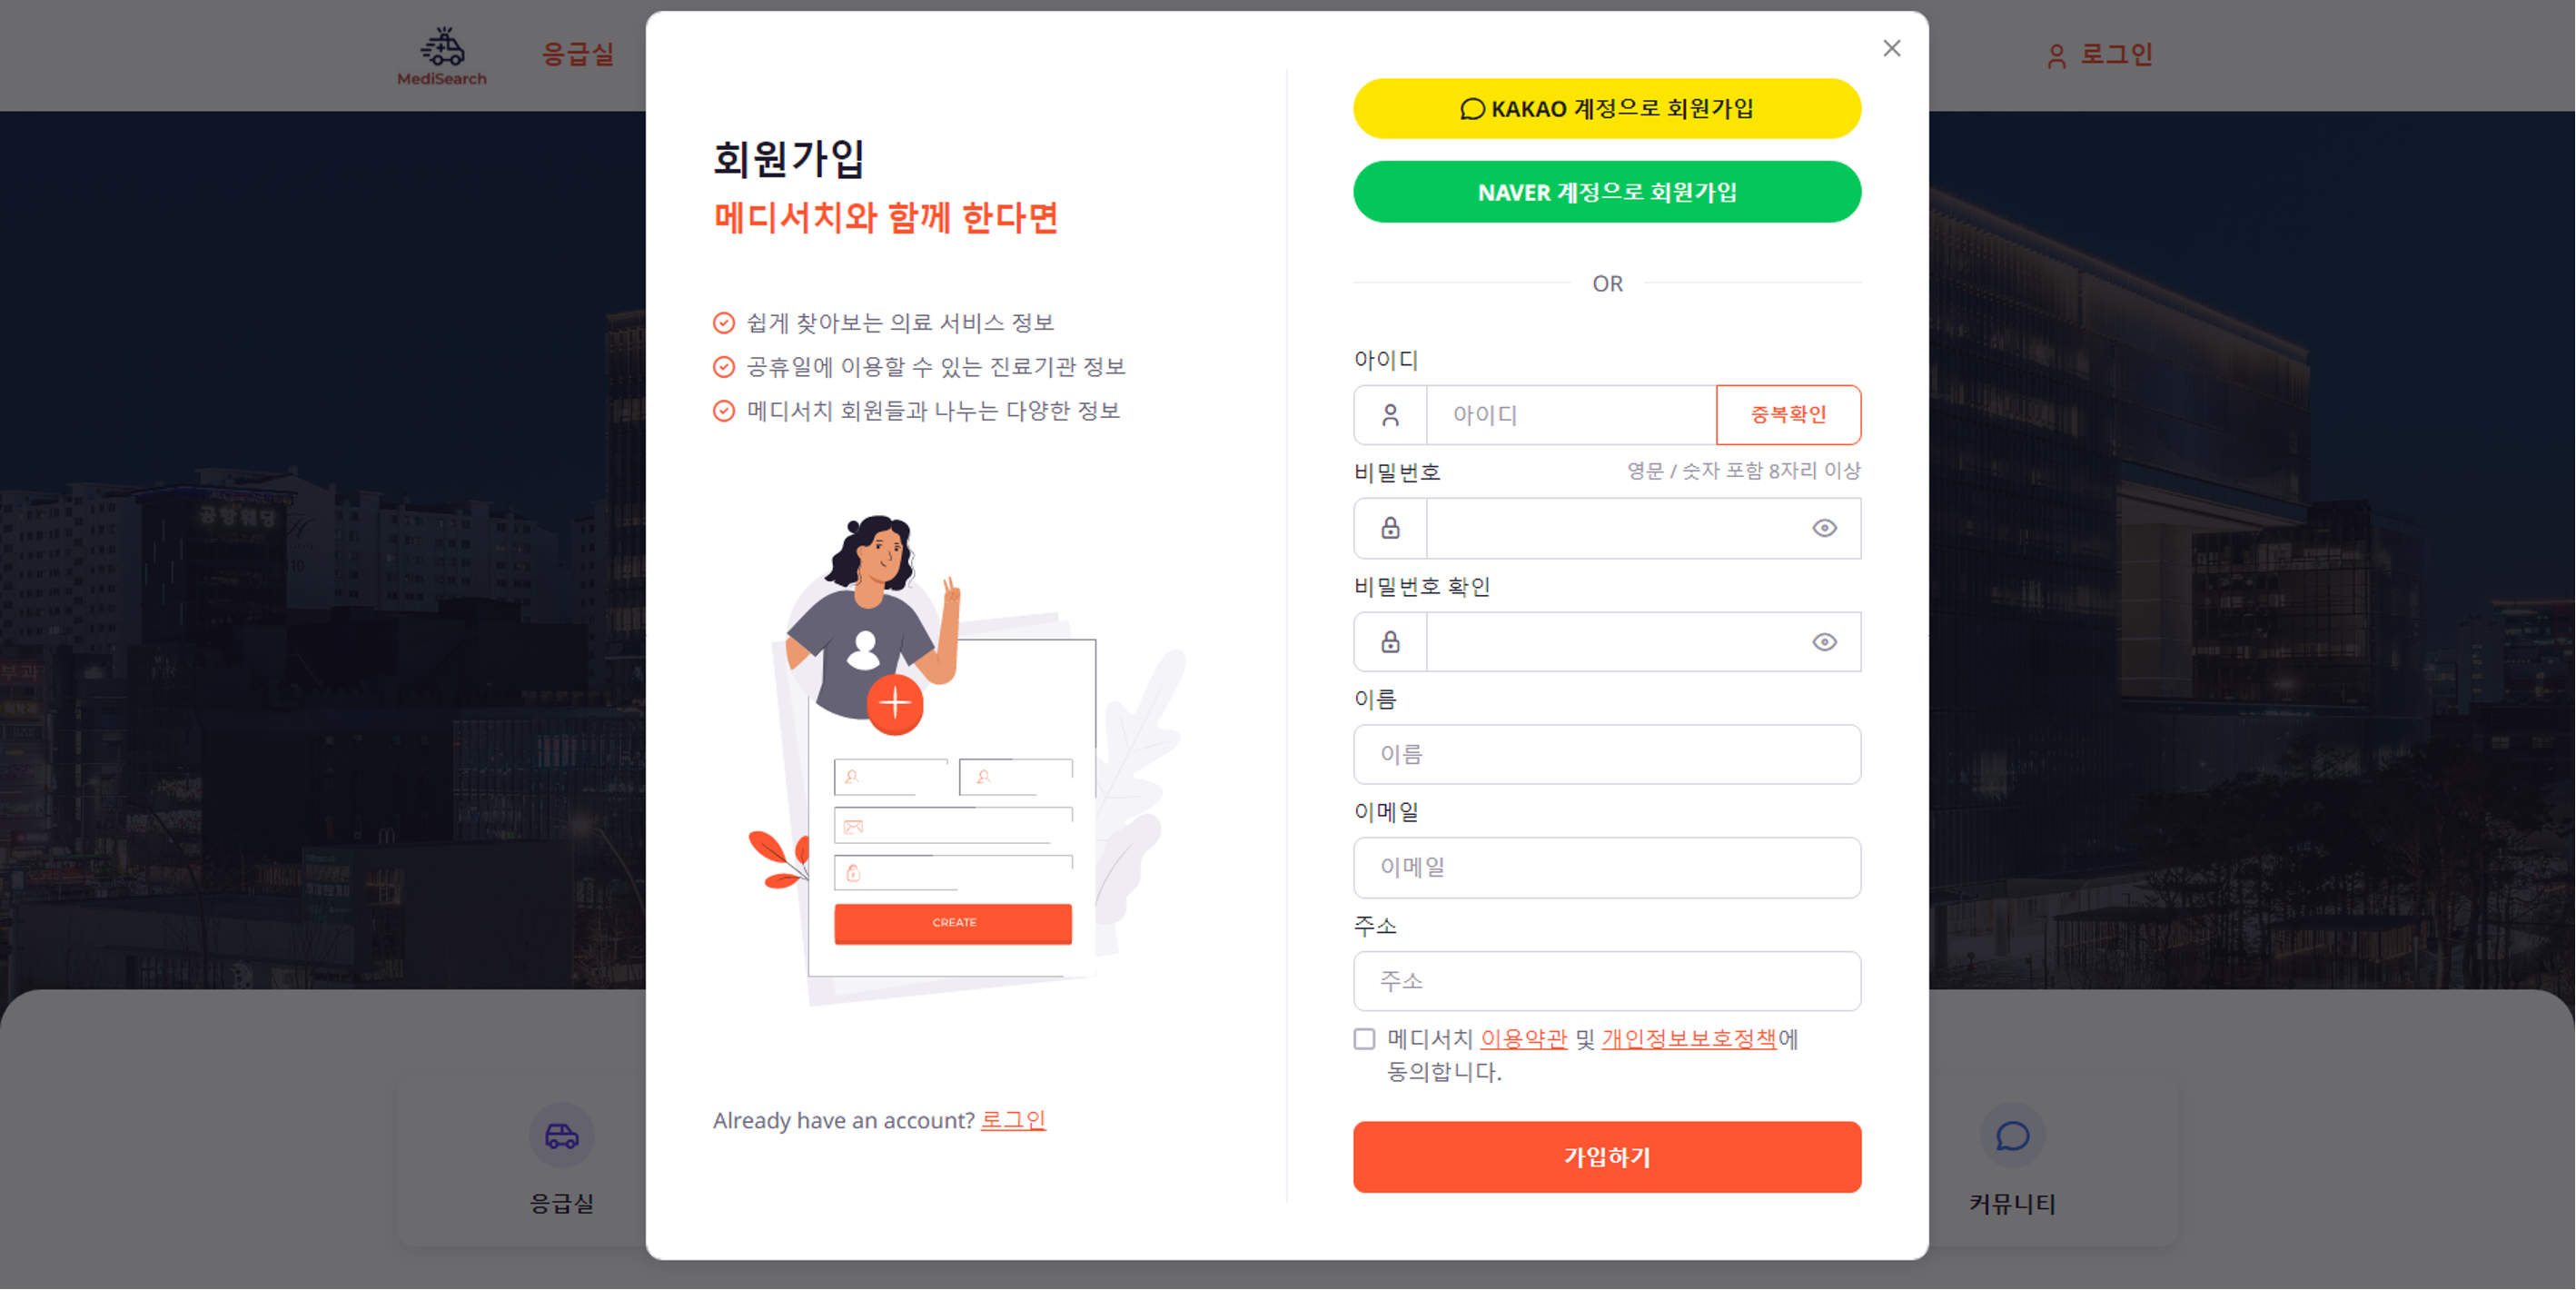 MediSearch
응급실
로그인
회원가입
메디서치와 함께 한다면
쉽게 찾아보는 의료 서비스 정보
공휴일에 이용할 수 있는 진료기관 정보
메디서치 회원들과 나누는 다양한 정보
CREATE
Already have an account? 로그인
KAKAO 계정으로 회원가입
NAVER 계정으로 회원가입
OR
아이디
아이디
중복확인
비밀번호
영문 / 숫자 포함 8자리 이상
비밀번호 확인
이름
이름
이메일
이메일
주소
주소
메디서치 이용약관 및 개인정보보호정책에
동의합니다.
가입하기
공항웨딩
부과
응급실
커뮤니티